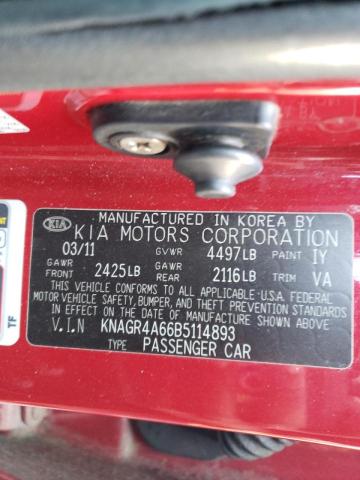 MANUFACTURED IN KOREA BY
KIA KIA MOTORS CORPORATION
03/11 GVWR 4497LB PAINT IY
GAWR FRONT 2425LB GAWR REAR 2116LB TRIM VA
THIS VEHICLE CONFORMS TO ALL APPLICABLE U.S.A. FEDERAL
MOTOR VEHICLE SAFETY, BUMPER, AND THEFT PREVENTION STANDARDS
IN EFFECT ON THE DATE OF MANUFACTURE SHOWN ABOVE.
V.I.N KNAGR4A66B5114893
TYPE PASSENGER CAR
TF